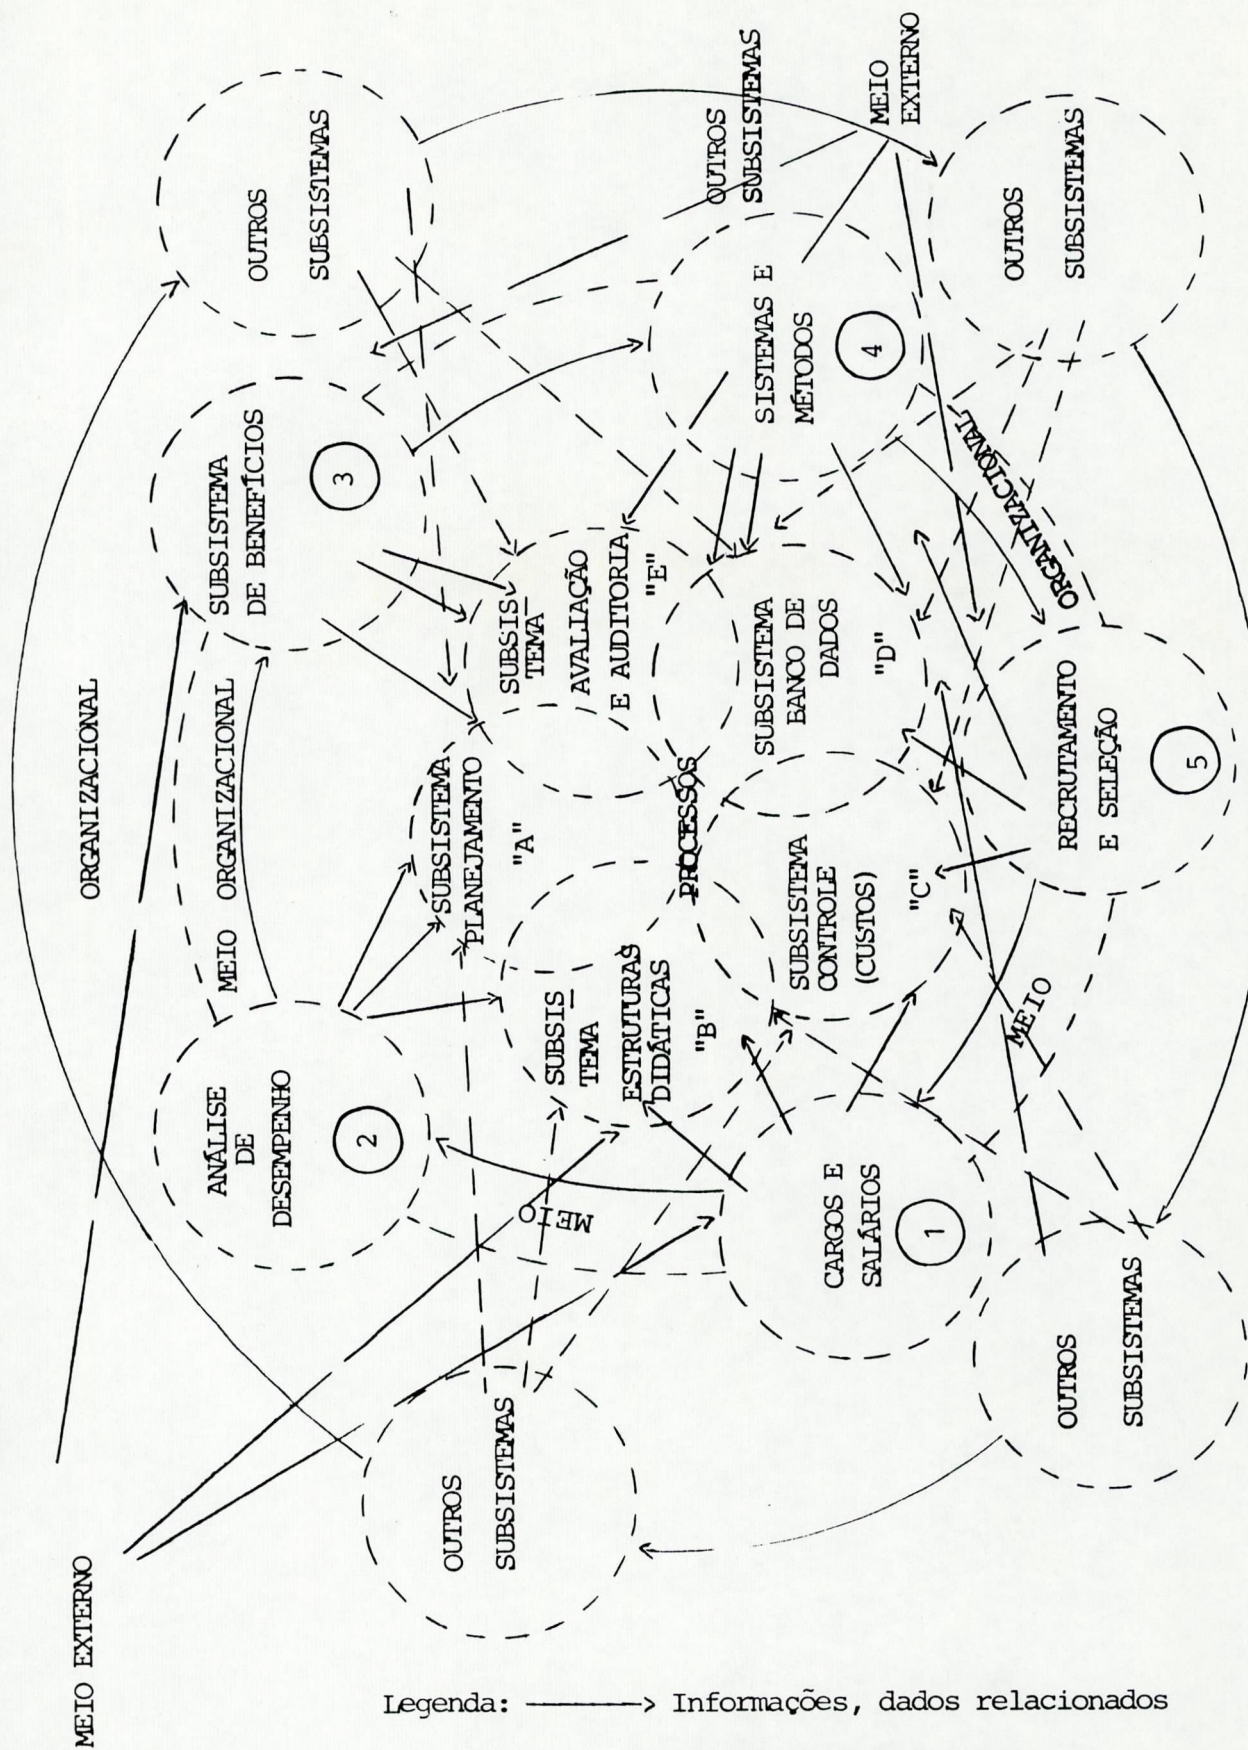 MEIO EXTERNO
ORGANIZACIONAL
MEIO ORGANIZACIONAL
OUTROS
SUBSISTEMAS
SUBSISTEMA
DE BENEFÍCIOS
3
ANÁLISE
DE
DESEMPENHO
2
OUTROS
SUBSISTEMAS
MEIO
SUBSISTEMA
PLANEJAMENTO
"A"
SUBSIS-
TEMA
AVALIAÇÃO
E AUDITORIA
"E"
SUBSIS-
TEMA
ESTRUTURAS
DIDÁTICAS
"B"
PROCESSOS
SUBSISTEMA
BANCO DE
DADOS
"D"
SUBSISTEMA
CONTROLE
(CUSTOS)
"C"
OUTROS
SUBSISTEMAS
MEIO
EXTERNO
SISTEMAS E
MÉTODOS
4
CARGOS E
SALÁRIOS
1
ORGANIZACIONAL
MEIO
RECRUTAMENTO
E SELEÇÃO
5
OUTROS
SUBSISTEMAS
OUTROS
SUBSISTEMAS
Legenda: Informações, dados relacionados